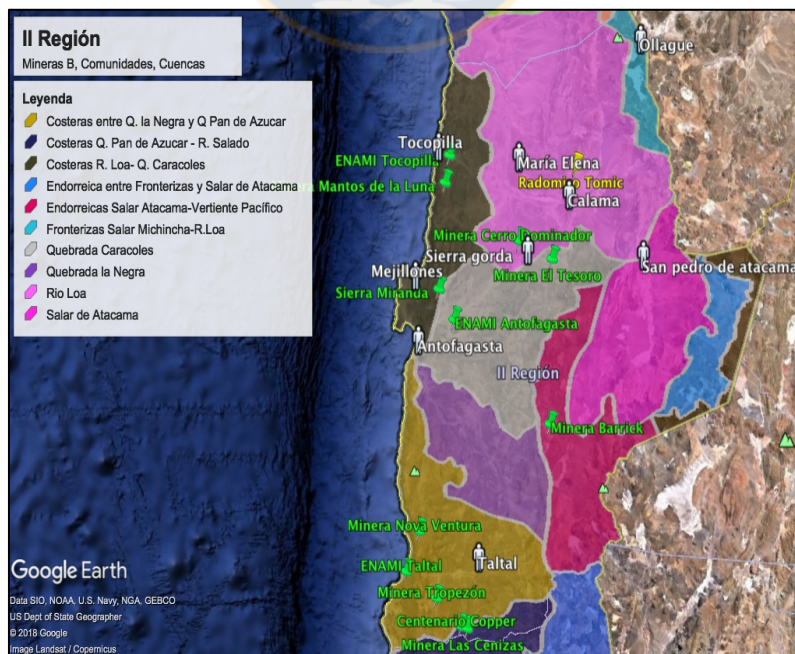 II Región
Mineras B, Comunidades, Cuencas
Leyenda
Costeras entre Q. la Negra y Q Pan de Azucar
Costeras Q. Pan de Azucar - R. Salado
Costeras R. Loa- Q. Caracoles
Endorreica entre Fronterizas y Salar de Atacama
Endorreicas Salar Atacama-Vertiente Pacífico
Fronterizas Salar Michincha-R.Loa
Quebrada Caracoles
Quebrada la Negra
Rio Loa
Salar de Atacama
Ollague
Tocopilla
ENAMI Tocopilla
María Elena
Radomiro Tomic
Mantos de la Luna
Calama
Minera Cerro Dominador
Sierra gorda
Minera El Tesoro
San pedro de atacama
Mejillones
Sierra Miranda
ENAMI Antofagasta
Antofagasta
II Región
Minera Barrick
Minera Nova Ventura
Taltal
ENAMI Taltal
Minera Tropezón
Centenario Copper
Minera Las Cenizas
Google Earth
Data SIO, NOAA, U.S. Navy, NGA, GEBCO
US Dept of State Geographer
© 2018 Google
Image Landsat / Copernicus